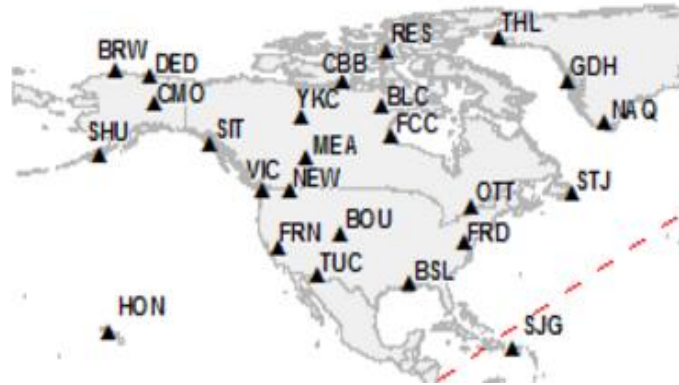 THL
RES
BRW
DED
CBB
GDH
CMO
YKC
BLC
NAQ
FCC
SHU
SIT
MEA
VIC
NEW
OTT
STJ
BOU
FRN
FRD
TUC
BSL
HON
SJG